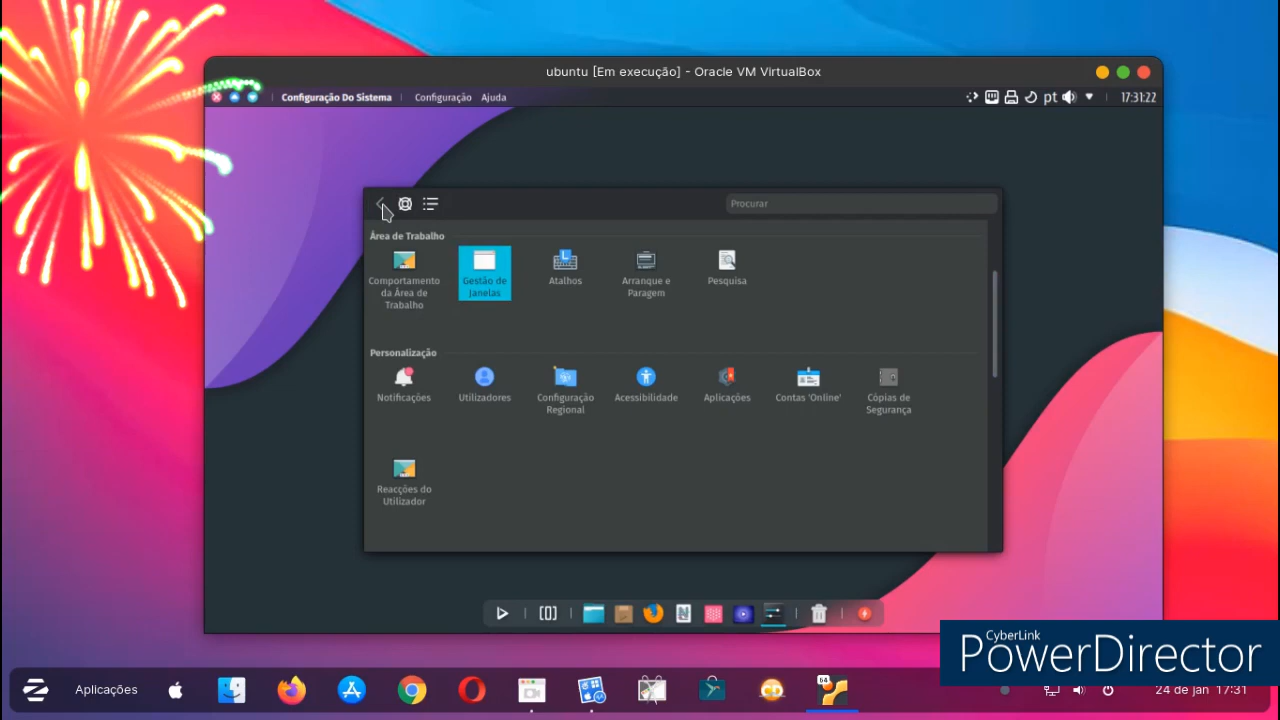 ubuntu [Em execução] - Oracle VM VirtualBox
Configuração Do Sistema Configuração Ajuda pt 17:31:22
Procurar
Área de Trabalho
Comportamento da Área de Trabalho
Gestão de Janelas
Atalhos
Arranque e Paragem
Pesquisa
Personalização
Notificações
Utilizadores
Configuração Regional
Acessibilidade
Aplicações
Contas 'Online'
Cópias de Segurança
Reacções do Utilizador
CyberLink
PowerDirector
Aplicações
CD
64
24 de jan 17:31